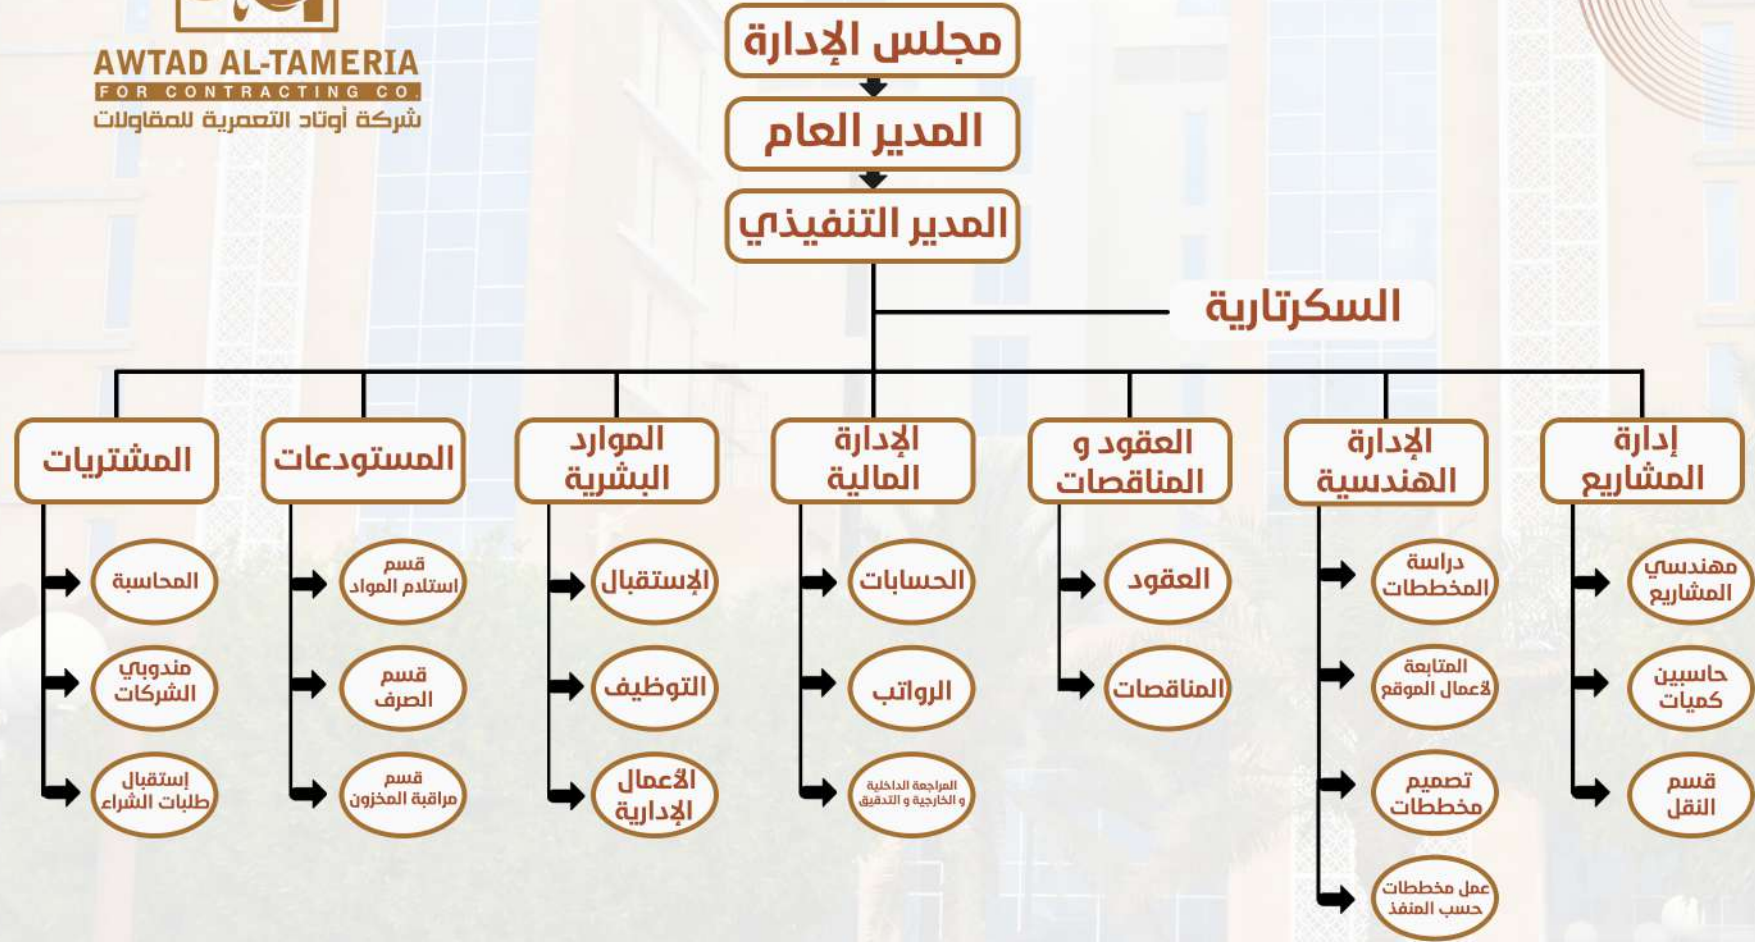 AWTAD AL-TAMERIA
FOR CONTRACTING CO.
شركة أوتاد التعمرية للمقاولات
مجلس الإدارة
المدير العام
المدير التنفيذي
السكرتارية
إدارة
المشاريع
مهندسي
المشاريع
حاسبين
كميات
قسم
النقل
الإدارة
الهندسية
دراسة
المخططات
المتابعة
لأعمال الموقع
تصميم
مخططات
عمل مخططات
حسب المنفذ
العقود و
المناقصات
العقود
المناقصات
الإدارة
المالية
الحسابات
الرواتب
المراجعة الداخلية
و الخارجية و التدقيق
الموارد
البشرية
الإستقبال
التوظيف
الأعمال
الإدارية
المستودعات
قسم
استلام المواد
قسم
الصرف
قسم
مراقبة المخزون
المشتريات
المحاسبة
مندوبي
الشركات
إستقبال
طلبات الشراء